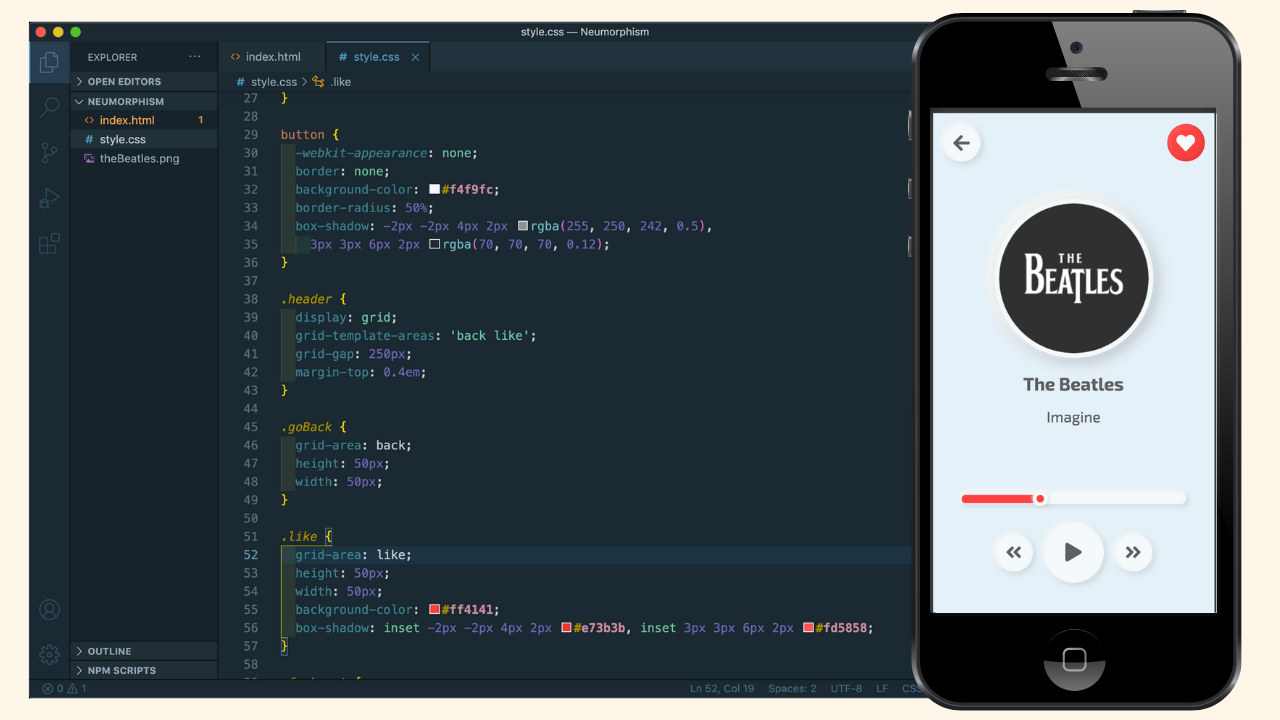 style.css — Neumorphism
EXPLORER ···
index.html
# style.css ×
OPEN EDITORS
NEUMORPHISM
index.html 1
# style.css
theBeatles.png
OUTLINE
NPM SCRIPTS
# style.css > .like
27 }
28
29 button {
30 -webkit-appearance: none;
31 border: none;
32 background-color: #f4f9fc;
33 border-radius: 50%;
34 box-shadow: -2px -2px 4px 2px rgba(255, 250, 242, 0.5),
35 3px 3px 6px 2px rgba(70, 70, 70, 0.12);
36 }
37
38 .header {
39 display: grid;
40 grid-template-areas: 'back like';
41 grid-gap: 250px;
42 margin-top: 0.4em;
43 }
44
45 .goBack {
46 grid-area: back;
47 height: 50px;
48 width: 50px;
49 }
50
51 .like {
52 grid-area: like;
53 height: 50px;
54 width: 50px;
55 background-color: #ff4141;
56 box-shadow: inset -2px -2px 4px 2px #e73b3b, inset 3px 3px 6px 2px #fd5858;
57 }
58
0 1
Ln 52, Col 19 Spaces: 2 UTF-8 LF CSS
THE
BEATLES
The Beatles
Imagine